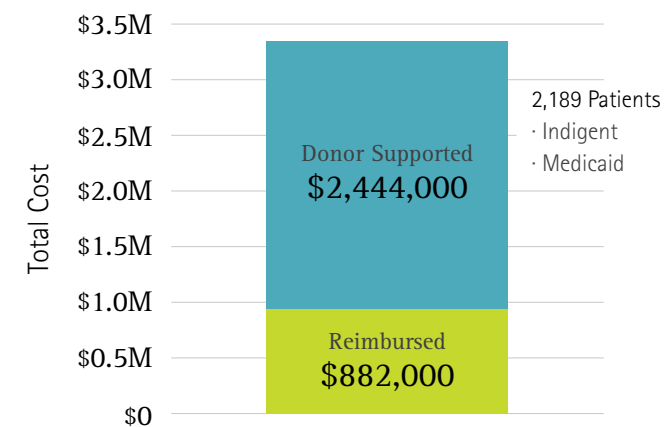 $3.5M
$3.0M
$2.5M
$2.0M
$1.5M
$1.0M
$0.5M
$0
Total Cost
Donor Supported
$2,444,000
Reimbursed
$882,000
2,189 Patients
· Indigent
· Medicaid